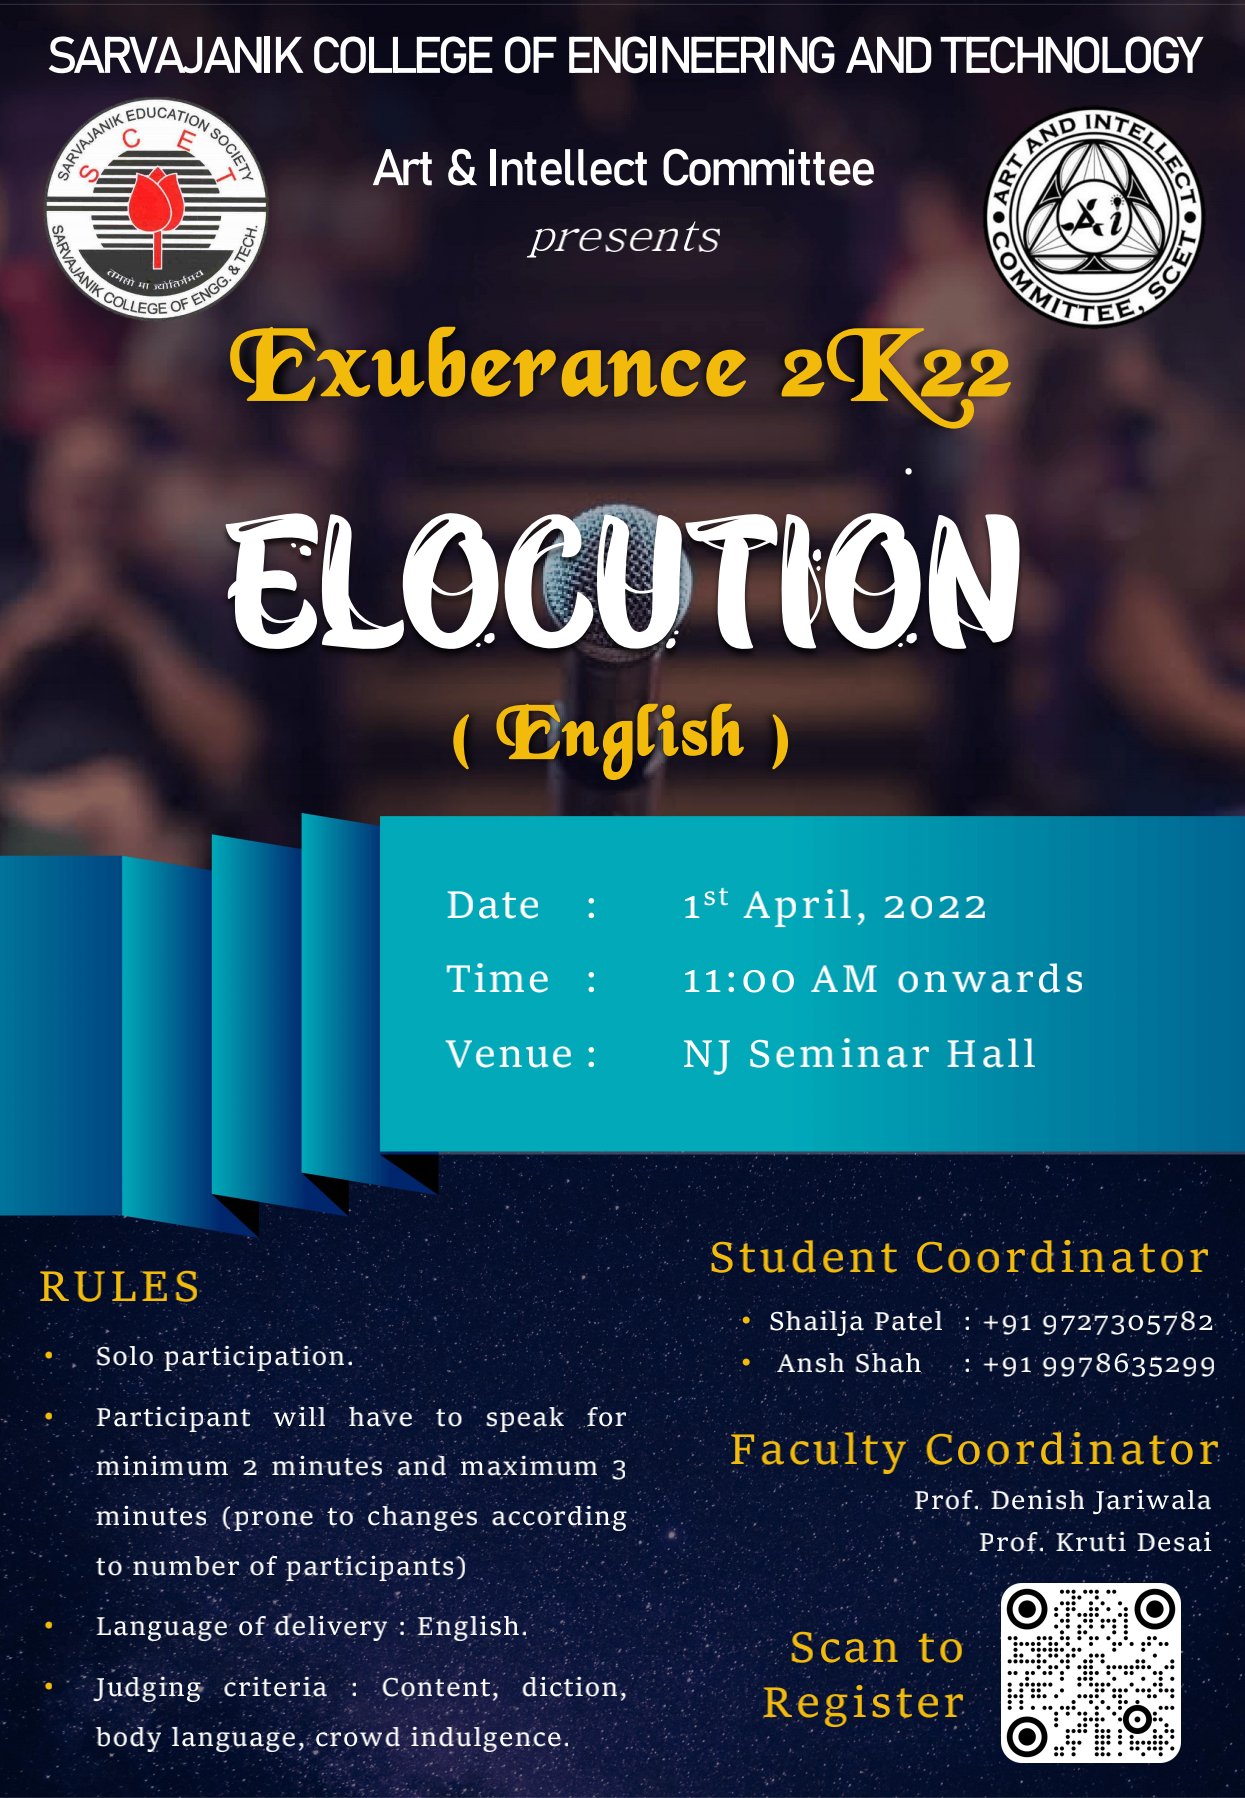 SARVAJANIK COLLEGE OF ENGINEERING AND TECHNOLOGY
SARVAJANIK EDUCATION SOCIETY
S C E T
तमसो मा ज्योतिर्गमय
SARVAJANIK COLLEGE OF ENGG. & TECH.
Art & Intellect Committee
presents
ART AND INTELLECT
Ai
COMMITTEE, SCET
Exuberance 2K22
ELOCUTION
( English )
Date : 1st April, 2022
Time : 11:00 AM onwards
Venue : NJ Seminar Hall
RULES
• Solo participation.
• Participant will have to speak for
minimum 2 minutes and maximum 3
minutes (prone to changes according
to number of participants)
• Language of delivery : English.
• Judging criteria : Content, diction,
body language, crowd indulgence.
Student Coordinator
• Shailja Patel : +91 9727305782
• Ansh Shah : +91 9978635299
Faculty Coordinator
Prof. Denish Jariwala
Prof. Kruti Desai
Scan to
Register